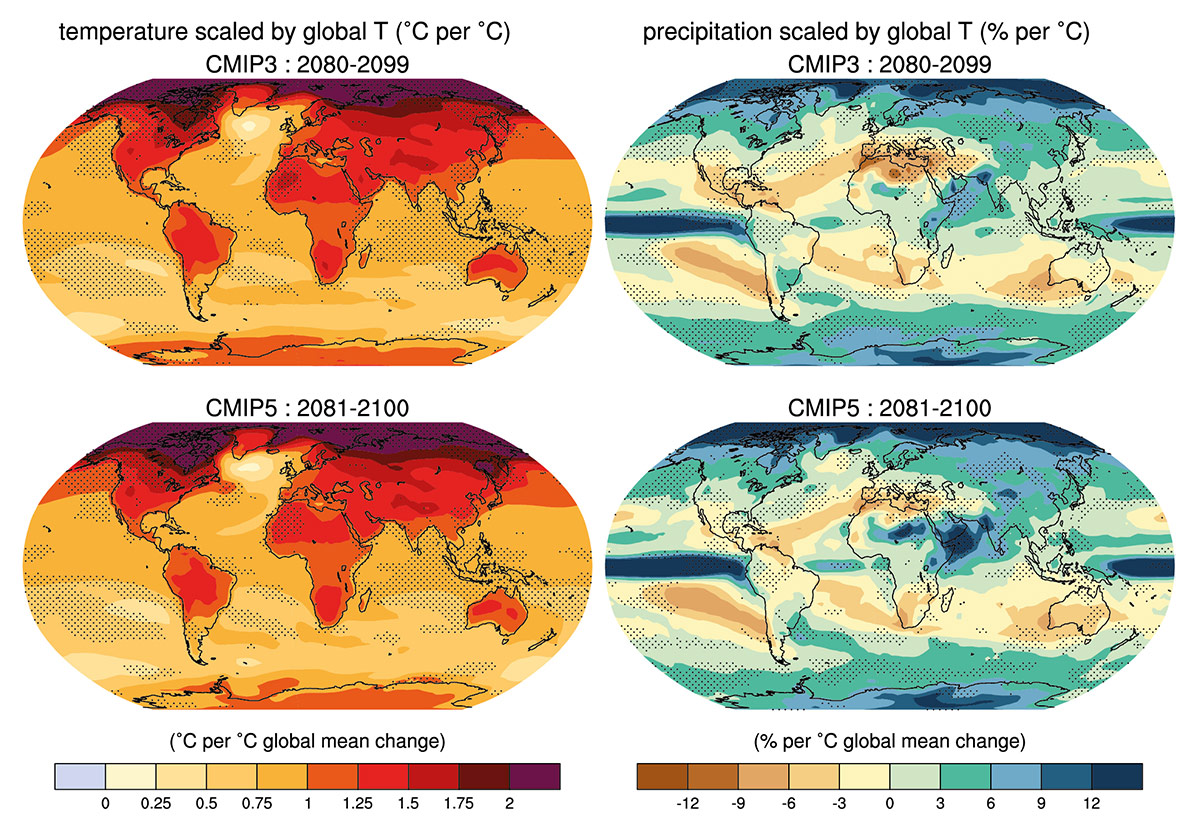 temperature scaled by global T (°C per °C)
CMIP3 : 2080-2099
precipitation scaled by global T (% per °C)
CMIP3 : 2080-2099
CMIP5 : 2081-2100
CMIP5 : 2081-2100
(°C per °C global mean change)
0 0.25 0.5 0.75 1 1.25 1.5 1.75 2
(% per °C global mean change)
-12 -9 -6 -3 0 3 6 9 12